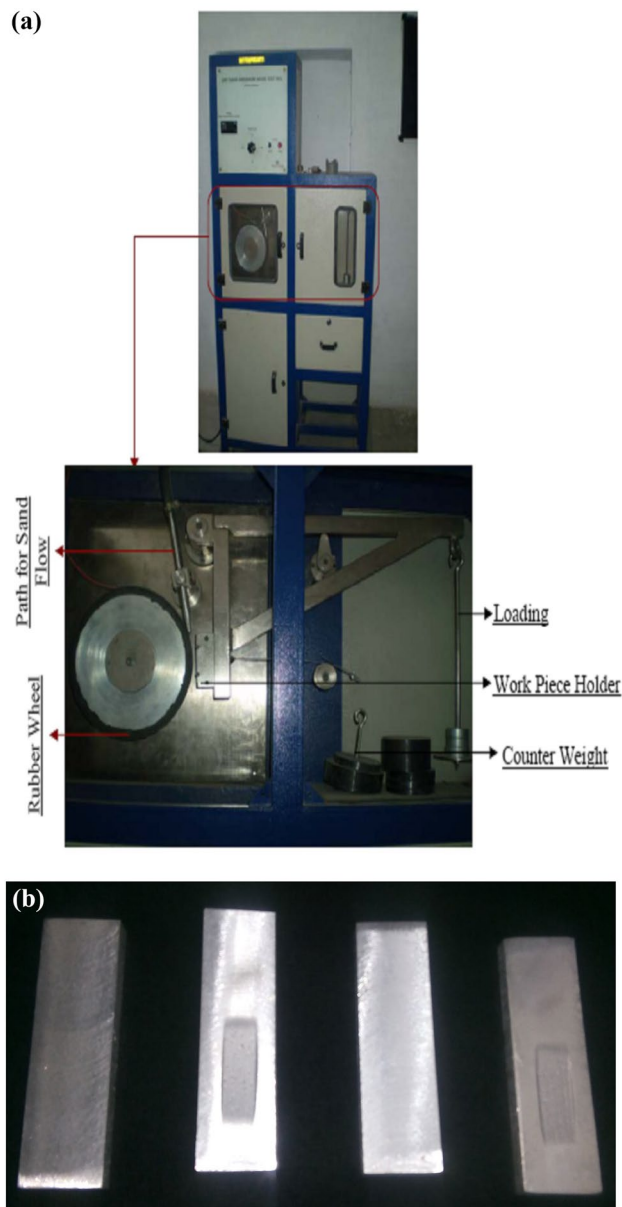 (a)
Path for Sand
Flow
Loading
Work Piece Holder
Counter Weight
Rubber Wheel
(b)